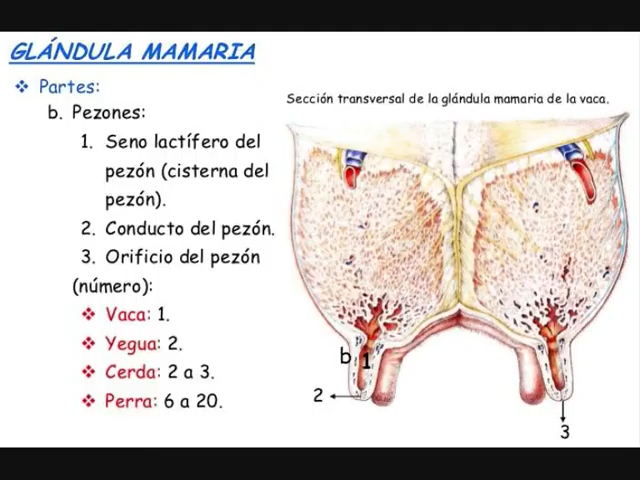 GLÁNDULA MAMARIA
❖ Partes:
b. Pezones:
1. Seno lactífero del
pezón (cisterna del
pezón).
2. Conducto del pezón.
3. Orificio del pezón
(número):
❖ Vaca: 1.
❖ Yegua: 2.
❖ Cerda: 2 a 3.
❖ Perra: 6 a 20.
Sección transversal de la glándula mamaria de la vaca.
b 1
2
3